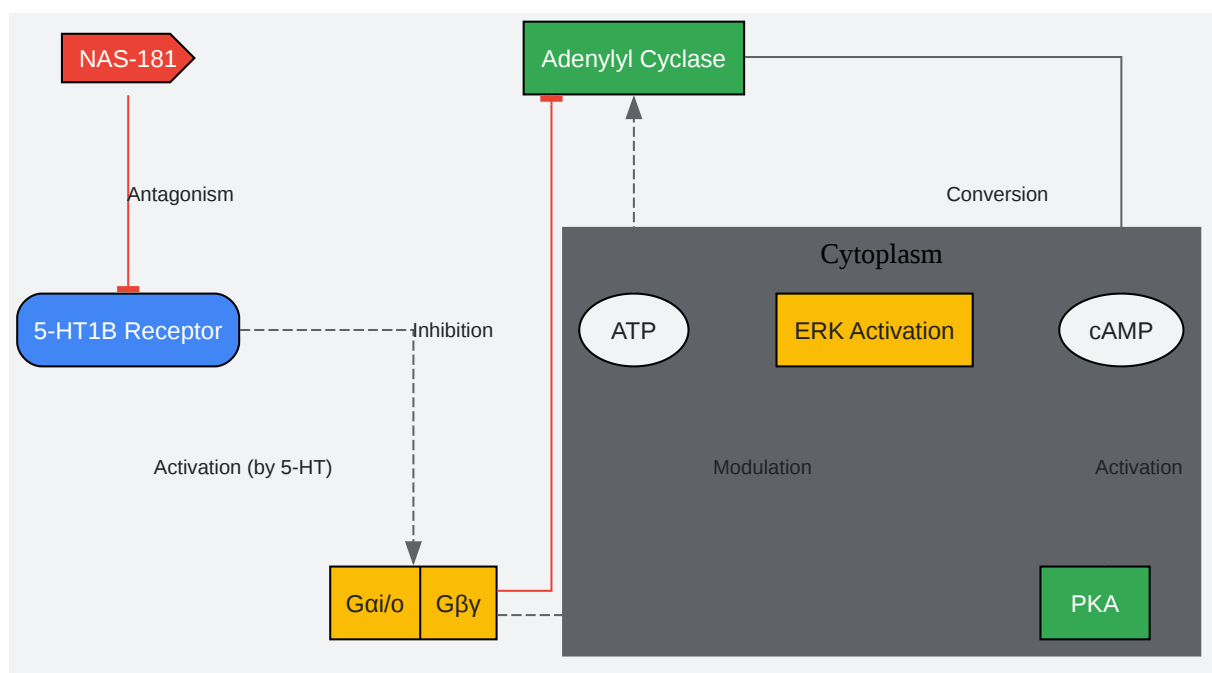 NAS-181
Adenylyl Cyclase
Antagonism
Conversion
Cytoplasm
5-HT1B Receptor
Inhibition
ATP
ERK Activation
cAMP
Activation (by 5-HT)
Modulation
Activation
Gαi/o
Gβγ
PKA